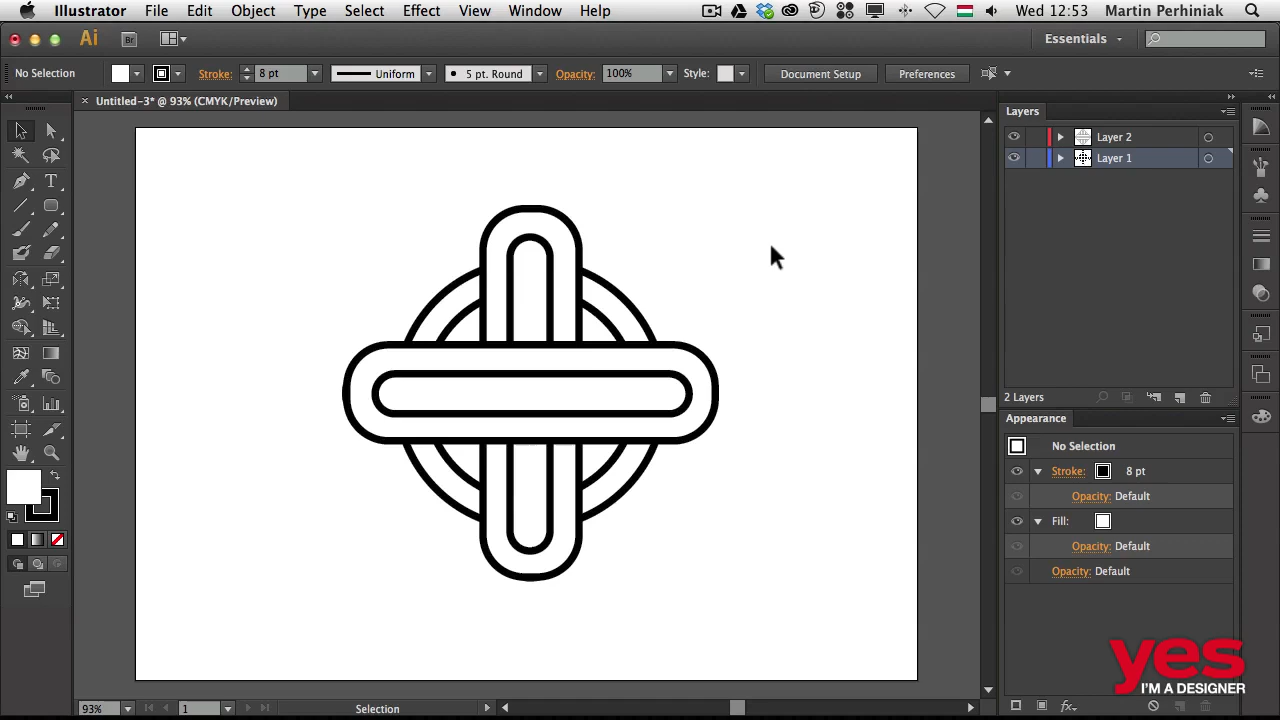 Illustrator File Edit Object Type Select Effect View Window Help Wed 12:53 Martin Perhiniak
Ai Br Essentials
No Selection Stroke: 8 pt Uniform 5 pt. Round Opacity: 100% Style: Document Setup Preferences
Untitled-3* @ 93% (CMYK/Preview)
Layers
Layer 2
Layer 1
2 Layers
Appearance
No Selection
Stroke: 8 pt
Opacity: Default
Fill:
Opacity: Default
Opacity: Default
yes
I'M A DESIGNER
93% 1 Selection
fx